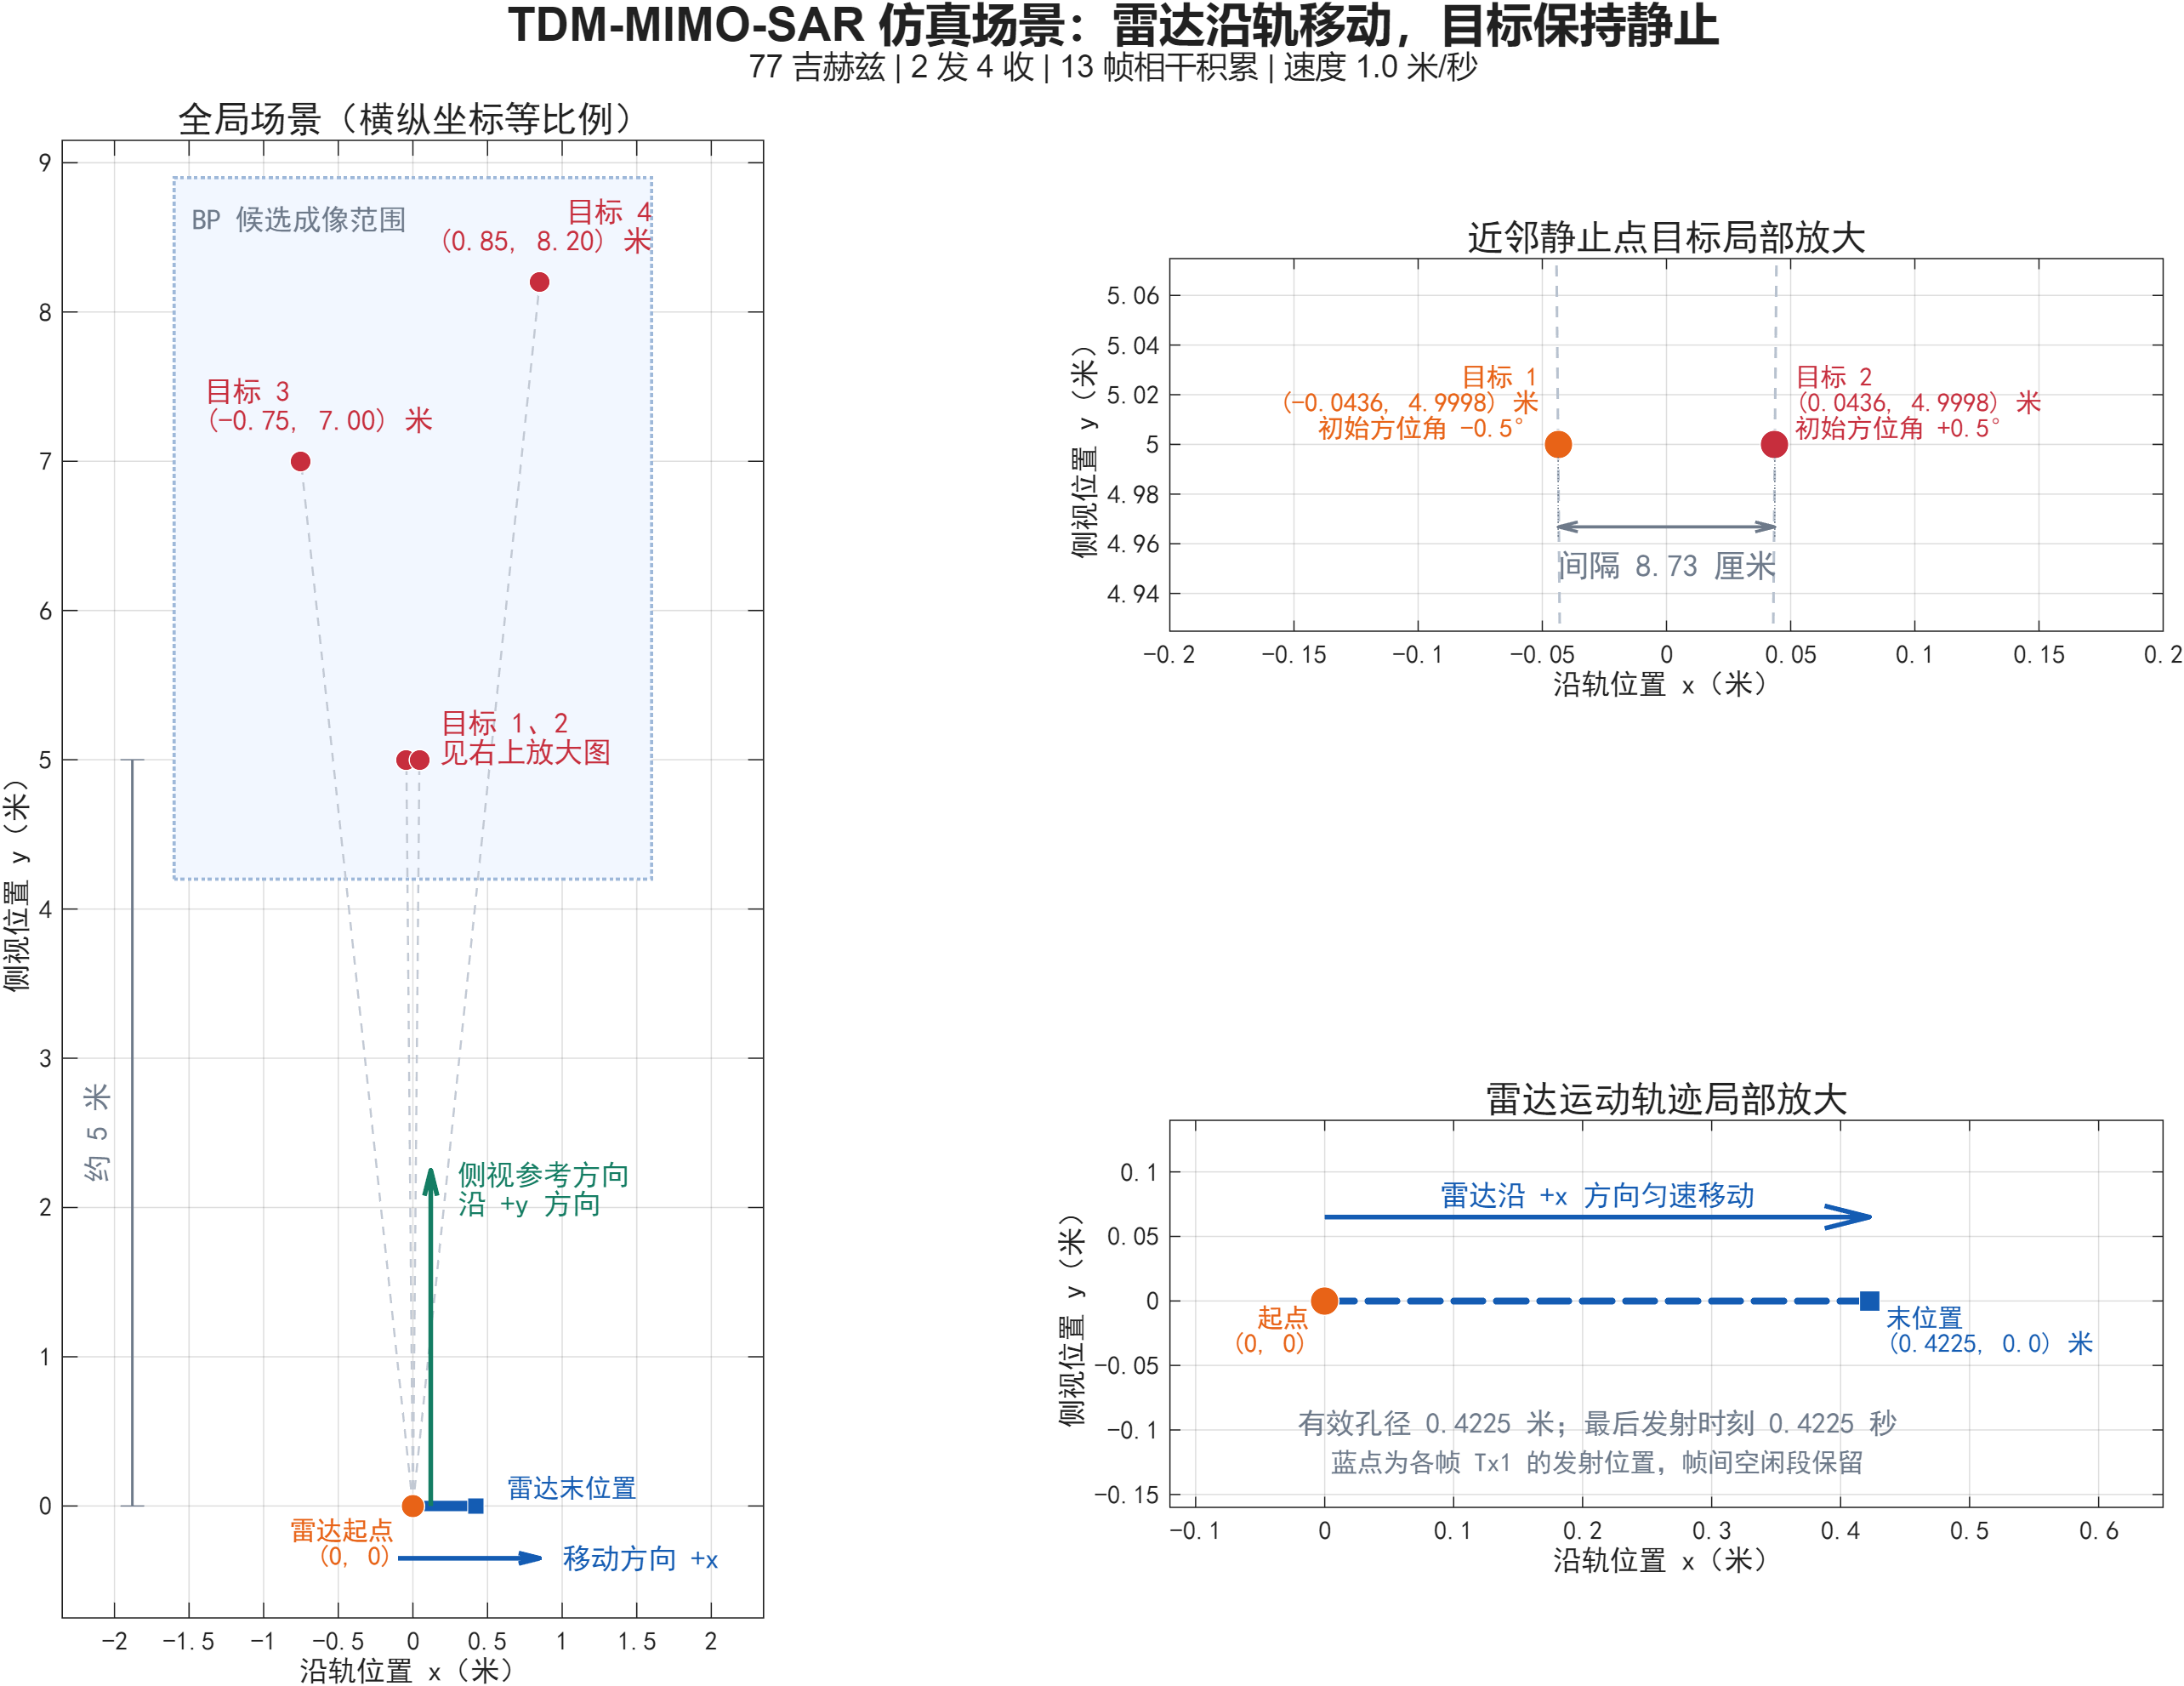 TDM-MIMO-SAR 仿真场景：雷达沿轨移动，目标保持静止
77 吉赫兹 | 2 发 4 收 | 13 帧相干积累 | 速度 1.0 米/秒
全局场景（横纵坐标等比例）
9
8
7
6
5
4
3
2
1
0
侧视位置 y（米）
BP 候选成像范围
目标 4
(0.85, 8.20) 米
目标 3
(-0.75, 7.00) 米
目标 1、2
见右上放大图
约 5 米
侧视参考方向
沿 +y 方向
雷达末位置
雷达起点
(0, 0)
移动方向 +x
-2
-1.5
-1
-0.5
0
0.5
1
1.5
2
沿轨位置 x（米）
近邻静止点目标局部放大
5.06
5.04
5.02
5
4.98
4.96
4.94
侧视位置 y（米）
目标 1
(-0.0436, 4.9998) 米
初始方位角 -0.5°
目标 2
(0.0436, 4.9998) 米
初始方位角 +0.5°
间隔 8.73 厘米
-0.2
-0.15
-0.1
-0.05
0
0.05
0.1
0.15
0.2
沿轨位置 x（米）
雷达运动轨迹局部放大
0.1
0.05
0
-0.05
-0.1
-0.15
侧视位置 y（米）
雷达沿 +x 方向匀速移动
起点
(0, 0)
末位置
(0.4225, 0.0) 米
有效孔径 0.4225 米；最后发射时刻 0.4225 秒
蓝点为各帧 Tx1 的发射位置，帧间空闲段保留
-0.1
0
0.1
0.2
0.3
0.4
0.5
0.6
沿轨位置 x（米）